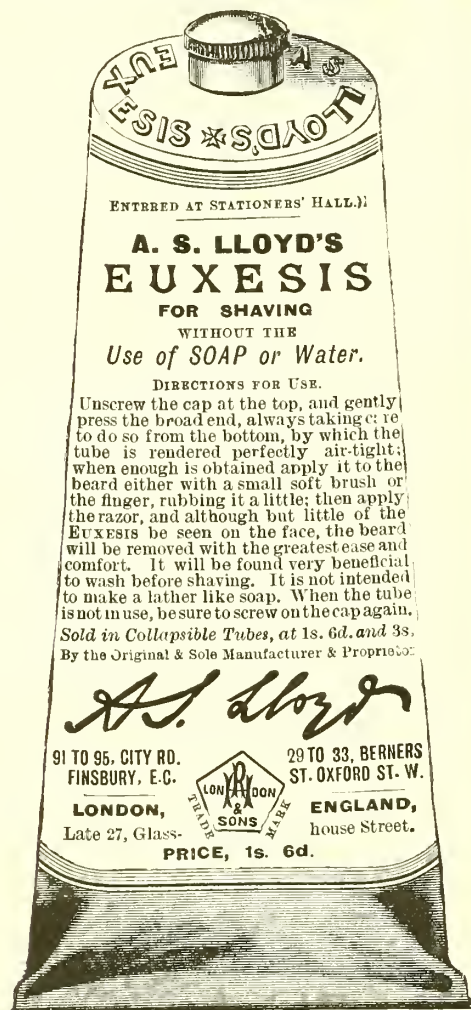 A. S. LLOYD'S ※ EUXESIS
ENTERED AT STATIONERS' HALL.
A. S. LLOYD'S
EUXESIS
FOR SHAVING
WITHOUT THE
Use of SOAP or Water.
DIRECTIONS FOR USE.
Unscrew the cap at the top, and gently
press the broad end, always taking care
to do so from the bottom, by which the
tube is rendered perfectly air-tight;
when enough is obtained apply it to the
beard either with a small soft brush or
the finger, rubbing it a little; then apply
the razor, and although but little of the
EUXESIS be seen on the face, the beard
will be removed with the greatest ease and
comfort. It will be found very beneficial
to wash before shaving. It is not intended
to make a lather like soap. When the tube
is not in use, be sure to screw on the cap again.
Sold in Collapsible Tubes, at 1s. 6d. and 3s.
By the Original & Sole Manufacturer & Proprietor
A.S. Lloyd
91 TO 95, CITY RD.
FINSBURY, E.C.
LONDON,
Late 27, Glass-
LONDON
& SONS
TRADE MARK
29 TO 33, BERNERS
ST. OXFORD ST. W.
ENGLAND,
house Street.
PRICE, 1s. 6d.